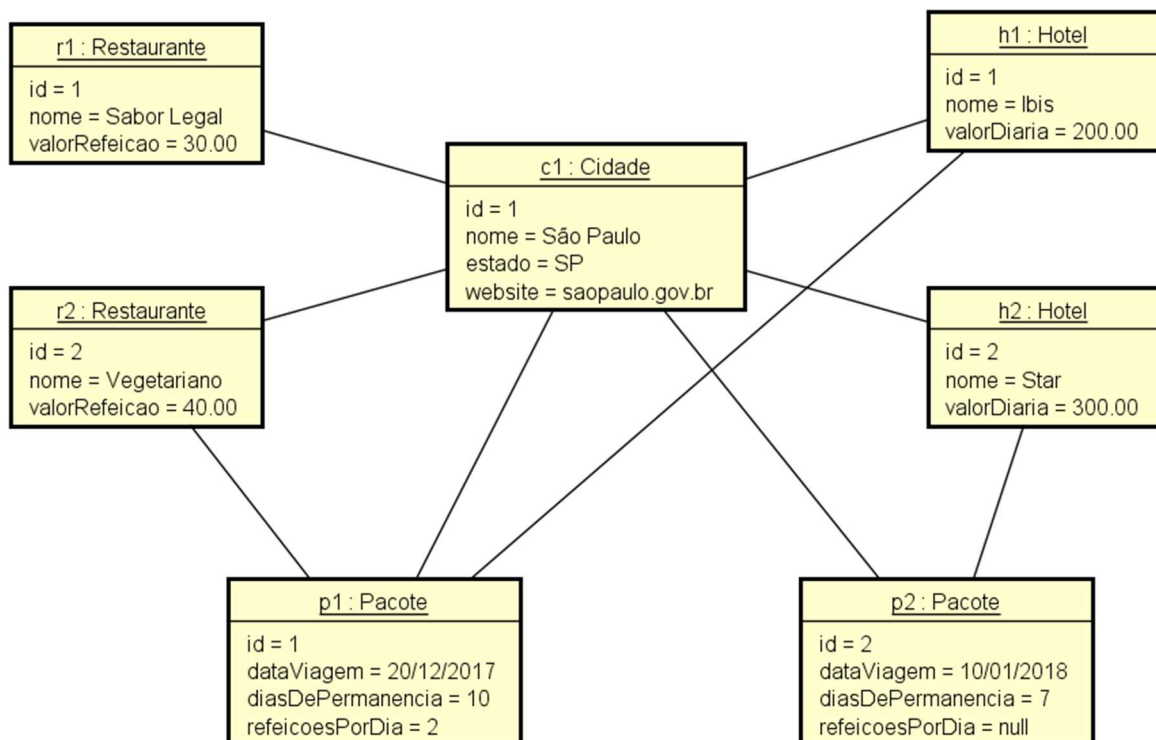 r1 : Restaurante
id = 1
nome = Sabor Legal
valorRefeicao = 30.00
h1 : Hotel
id = 1
nome = Ibis
valorDiaria = 200.00
c1 : Cidade
id = 1
nome = São Paulo
estado = SP
website = saopaulo.gov.br
r2 : Restaurante
id = 2
nome = Vegetariano
valorRefeicao = 40.00
h2 : Hotel
id = 2
nome = Star
valorDiaria = 300.00
p1 : Pacote
id = 1
dataViagem = 20/12/2017
diasDePermanencia = 10
refeicoesPorDia = 2
p2 : Pacote
id = 2
dataViagem = 10/01/2018
diasDePermanencia = 7
refeicoesPorDia = null